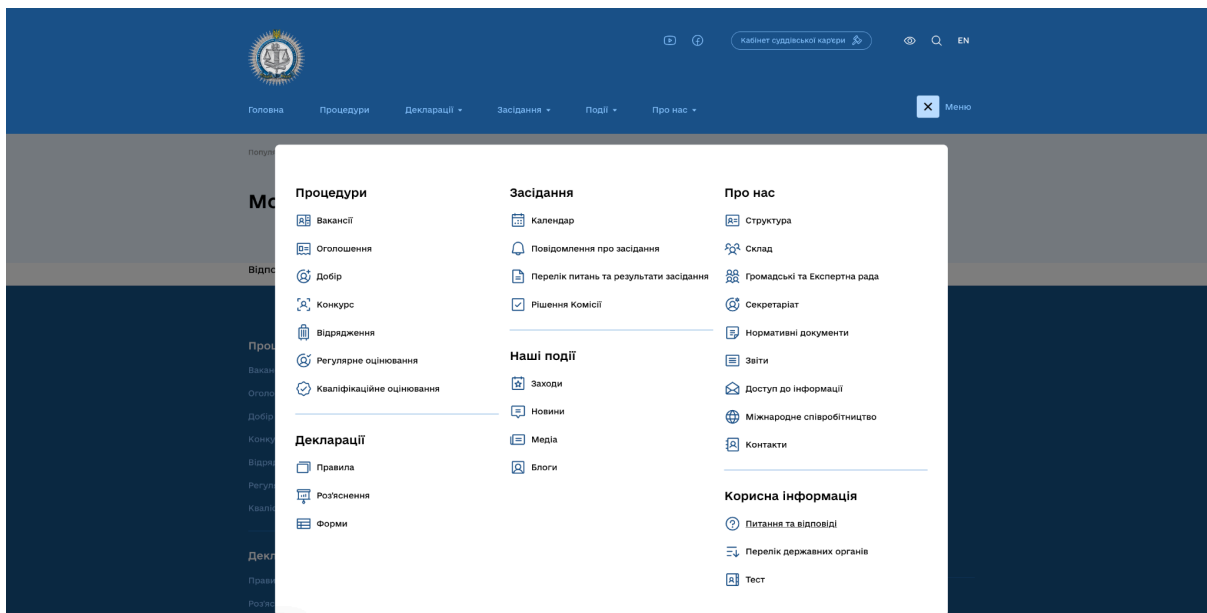 Кабінет суддівської кар'єри
EN
Головна
Процедури
Декларації
Засідання
Події
Про нас
Меню
Процедури
Вакансії
Оголошення
Добір
Конкурс
Відрядження
Регулярне оцінювання
Кваліфікаційне оцінювання
Декларації
Правила
Роз'яснення
Форми
Засідання
Календар
Повідомлення про засідання
Перелік питань та результати засідання
Рішення Комісії
Наші події
Заходи
Новини
Медіа
Блоги
Про нас
Структура
Склад
Громадські та Експертна рада
Секретаріат
Нормативні документи
Звіти
Доступ до інформації
Міжнародне співробітництво
Контакти
Корисна інформація
Питання та відповіді
Перелік державних органів
Тест